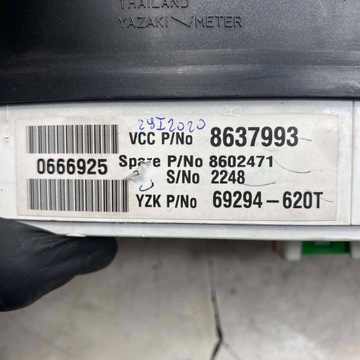 THAILAND
YAZAKI METER
29I2020
VCC P/No 8637993
0666925 Spare P/No 8602471
S/No 2248
YZK P/No 69294-620T